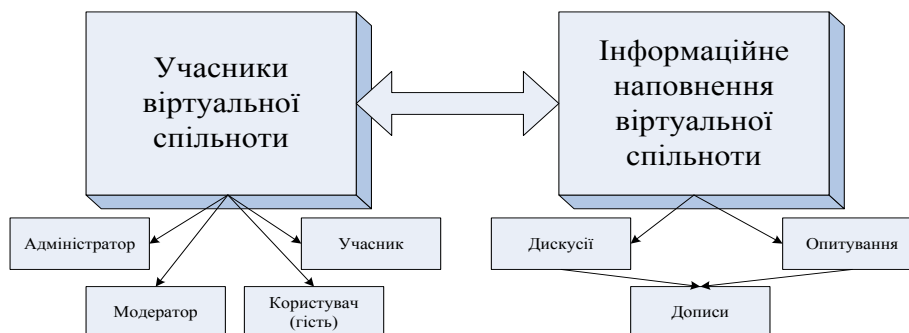 Учасники
віртуальної
спільноти
Інформаційне
наповнення
віртуальної
спільноти
Адміністратор
Учасник
Дискусії
Опитування
Модератор
Користувач
(гість)
Дописи